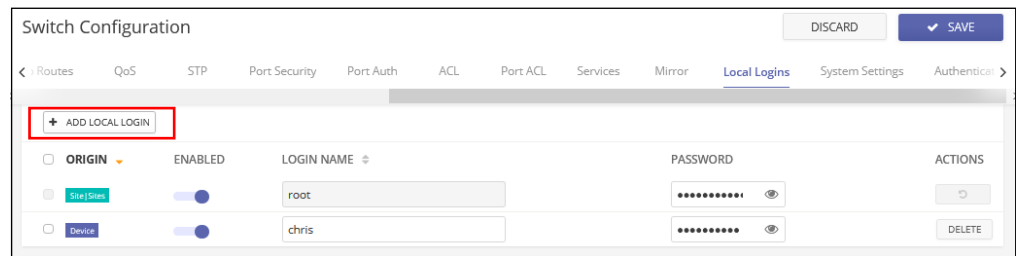 Switch Configuration DISCARD SAVE
Routes QoS STP Port Security Port Auth ACL Port ACL Services Mirror Local Logins System Settings Authenticat
+ ADD LOCAL LOGIN
ORIGIN ENABLED LOGIN NAME PASSWORD ACTIONS
Site|Sites root ••••••••••••
Device chris •••••••••• DELETE